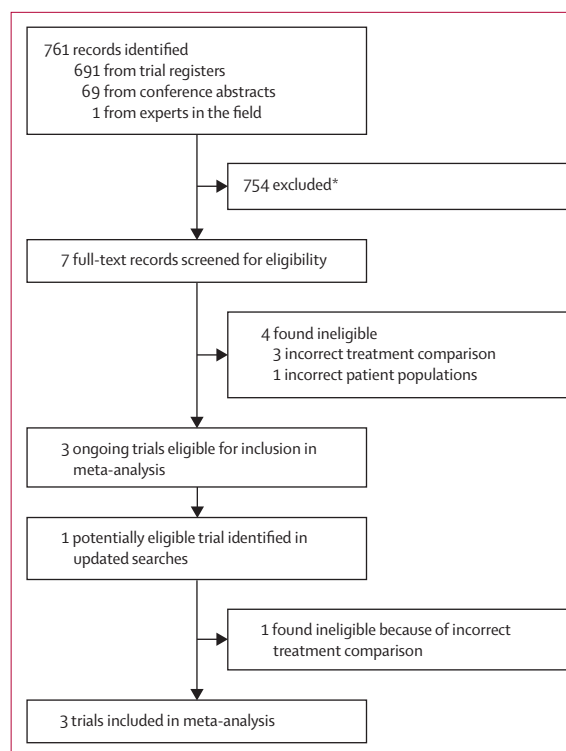 761 records identified
691 from trial registers
69 from conference abstracts
1 from experts in the field
754 excluded*
7 full-text records screened for eligibility
4 found ineligible
3 incorrect treatment comparison
1 incorrect patient populations
3 ongoing trials eligible for inclusion in
meta-analysis
1 potentially eligible trial identified in
updated searches
1 found ineligible because of incorrect
treatment comparison
3 trials included in meta-analysis